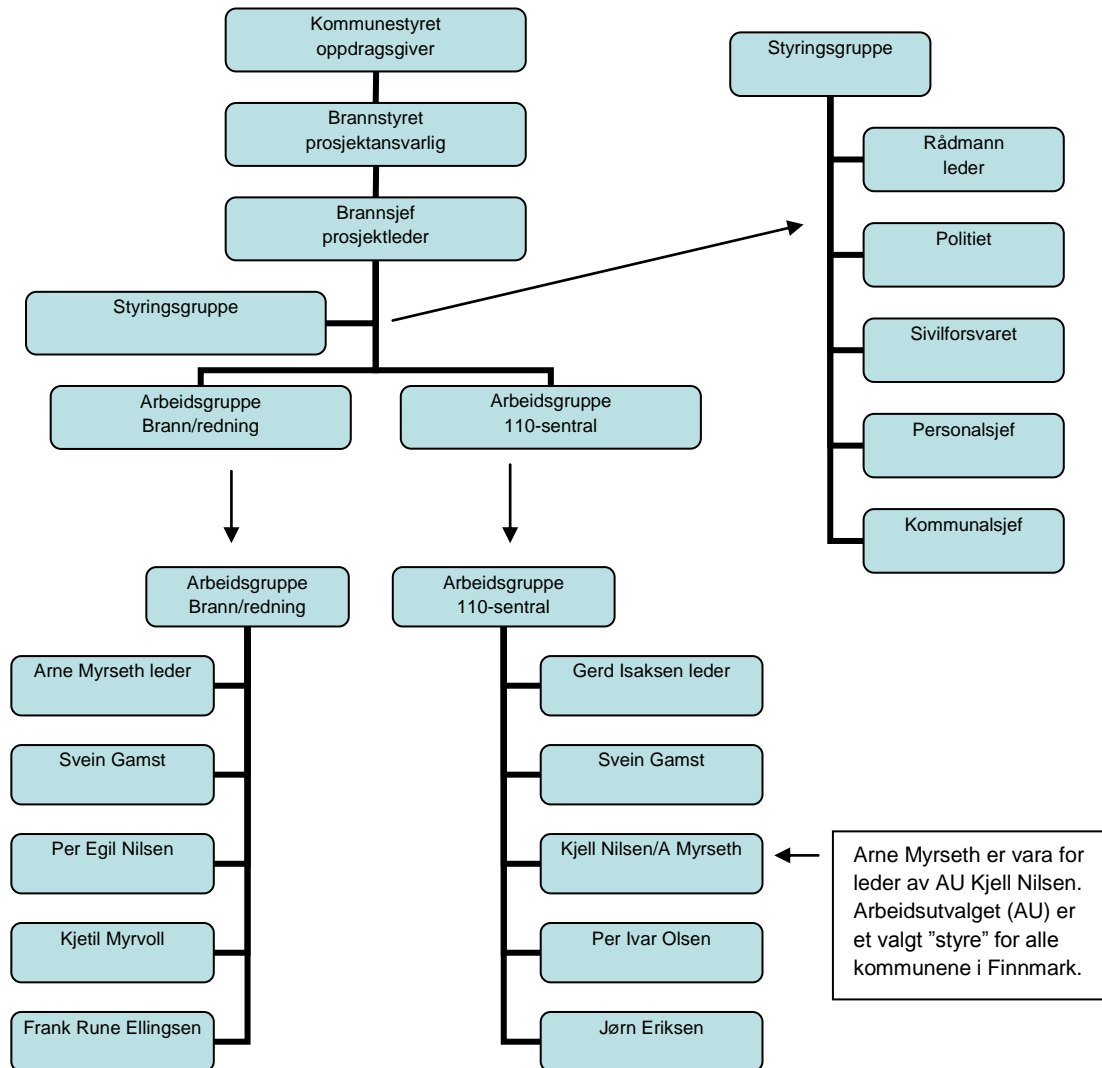 Kommunestyret
oppdragsgiver
Brannstyret
prosjektansvarlig
Brannsjef
prosjektleder
Styringsgruppe
Arbeidsgruppe
Brann/redning
Arbeidsgruppe
110-sentral
Styringsgruppe
Rådmann
leder
Politiet
Sivilforsvaret
Personalsjef
Kommunalsjef
Arbeidsgruppe
Brann/redning
Arne Myrseth leder
Svein Gamst
Per Egil Nilsen
Kjetil Myrvoll
Frank Rune Ellingsen
Arbeidsgruppe
110-sentral
Gerd Isaksen leder
Svein Gamst
Kjell Nilsen/A Myrseth
Per Ivar Olsen
Jørn Eriksen
Arne Myrseth er vara for
leder av AU Kjell Nilsen.
Arbeidsutvalget (AU) er
et valgt ”styre” for alle
kommunene i Finnmark.